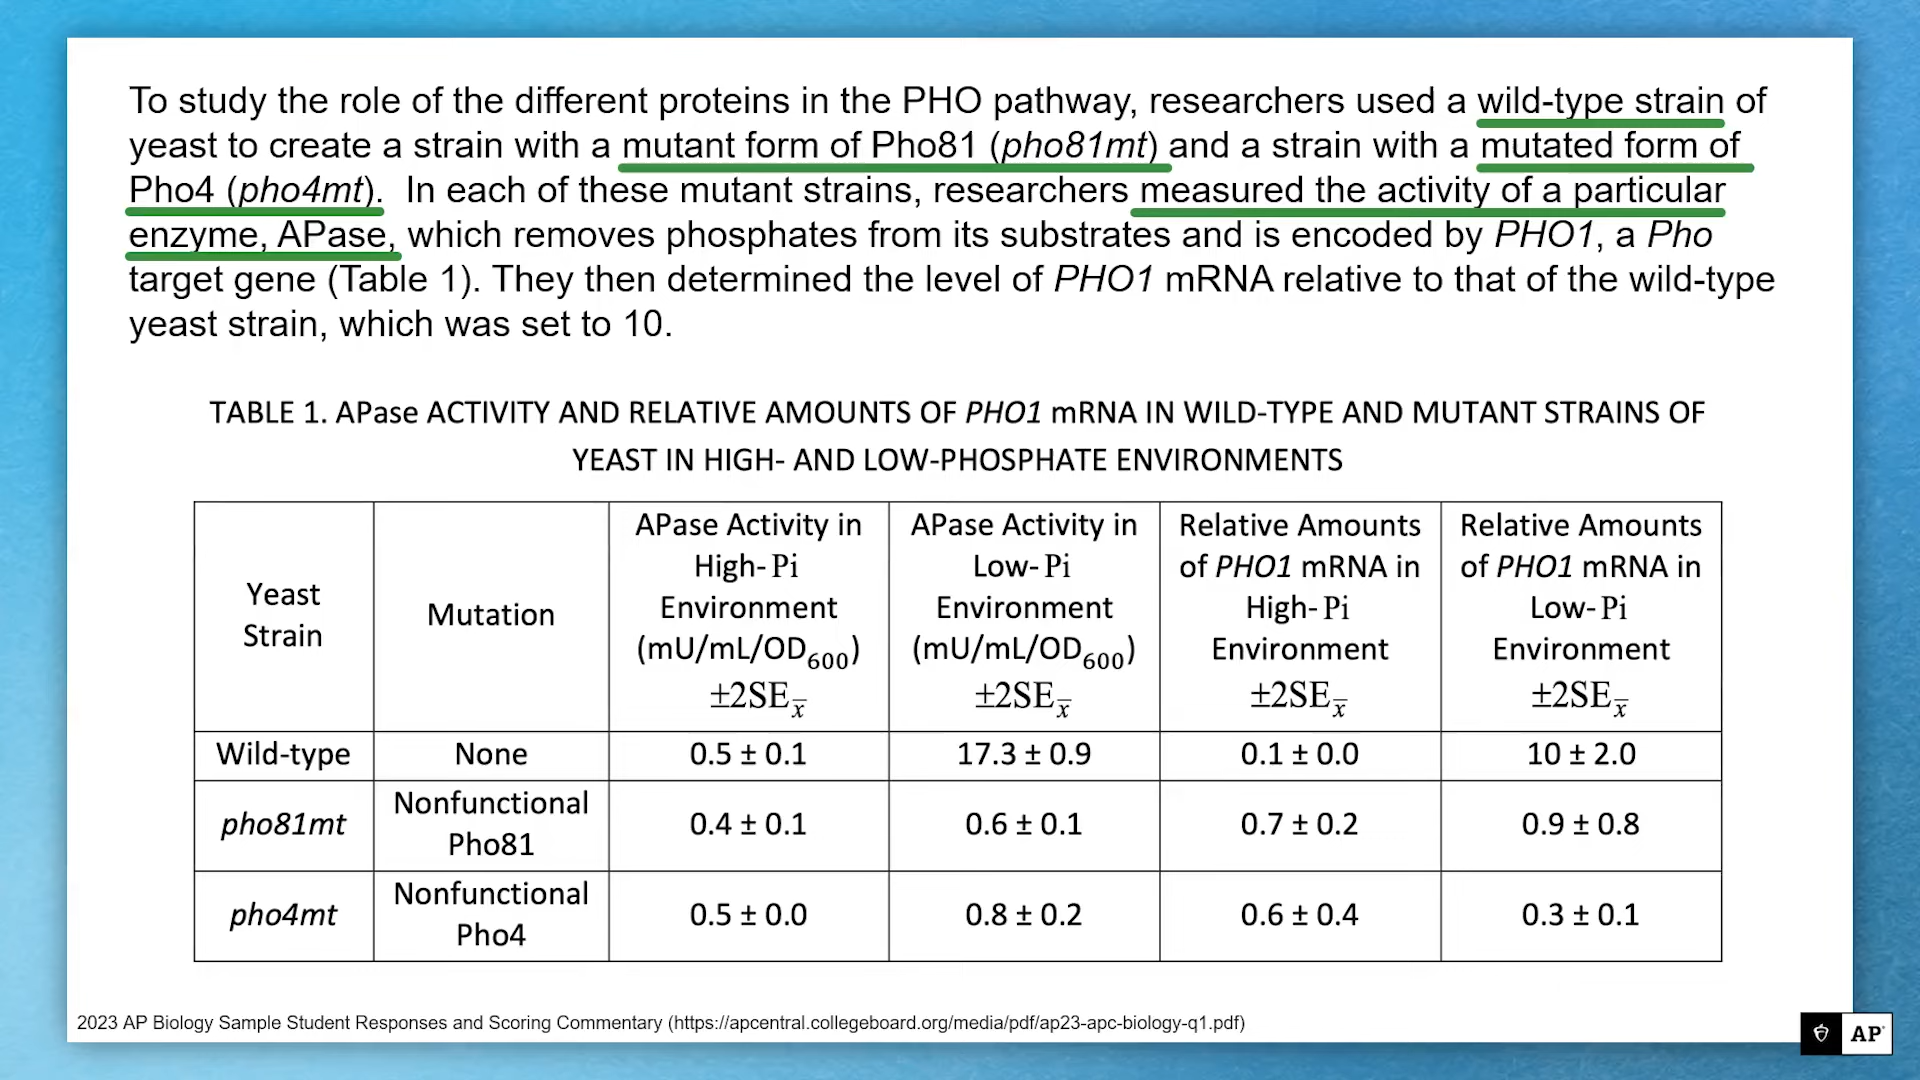 To study the role of the different proteins in the PHO pathway, researchers used a wild-type strain of
yeast to create a strain with a mutant form of Pho81 (pho81mt) and a strain with a mutated form of
Pho4 (pho4mt).  In each of these mutant strains, researchers measured the activity of a particular
enzyme, APase, which removes phosphates from its substrates and is encoded by PHO1, a Pho
target gene (Table 1). They then determined the level of PHO1 mRNA relative to that of the wild-type
yeast strain, which was set to 10.
TABLE 1. APase ACTIVITY AND RELATIVE AMOUNTS OF PHO1 mRNA IN WILD-TYPE AND MUTANT STRAINS OF
YEAST IN HIGH- AND LOW-PHOSPHATE ENVIRONMENTS
Yeast
Strain
Mutation
APase Activity in
High- Pi
Environment
(mU/mL/OD600)
±2SEx̅
APase Activity in
Low- Pi
Environment
(mU/mL/OD600)
±2SEx̅
Relative Amounts
of PHO1 mRNA in
High- Pi
Environment
±2SEx̅
Relative Amounts
of PHO1 mRNA in
Low- Pi
Environment
±2SEx̅
Wild-type None 0.5 ± 0.1 17.3 ± 0.9 0.1 ± 0.0 10 ± 2.0
pho81mt
Nonfunctional
Pho81
0.4 ± 0.1 0.6 ± 0.1 0.7 ± 0.2 0.9 ± 0.8
pho4mt
Nonfunctional
Pho4
0.5 ± 0.0 0.8 ± 0.2 0.6 ± 0.4 0.3 ± 0.1
2023 AP Biology Sample Student Responses and Scoring Commentary (https://apcentral.collegeboard.org/media/pdf/ap23-apc-biology-q1.pdf)
AP